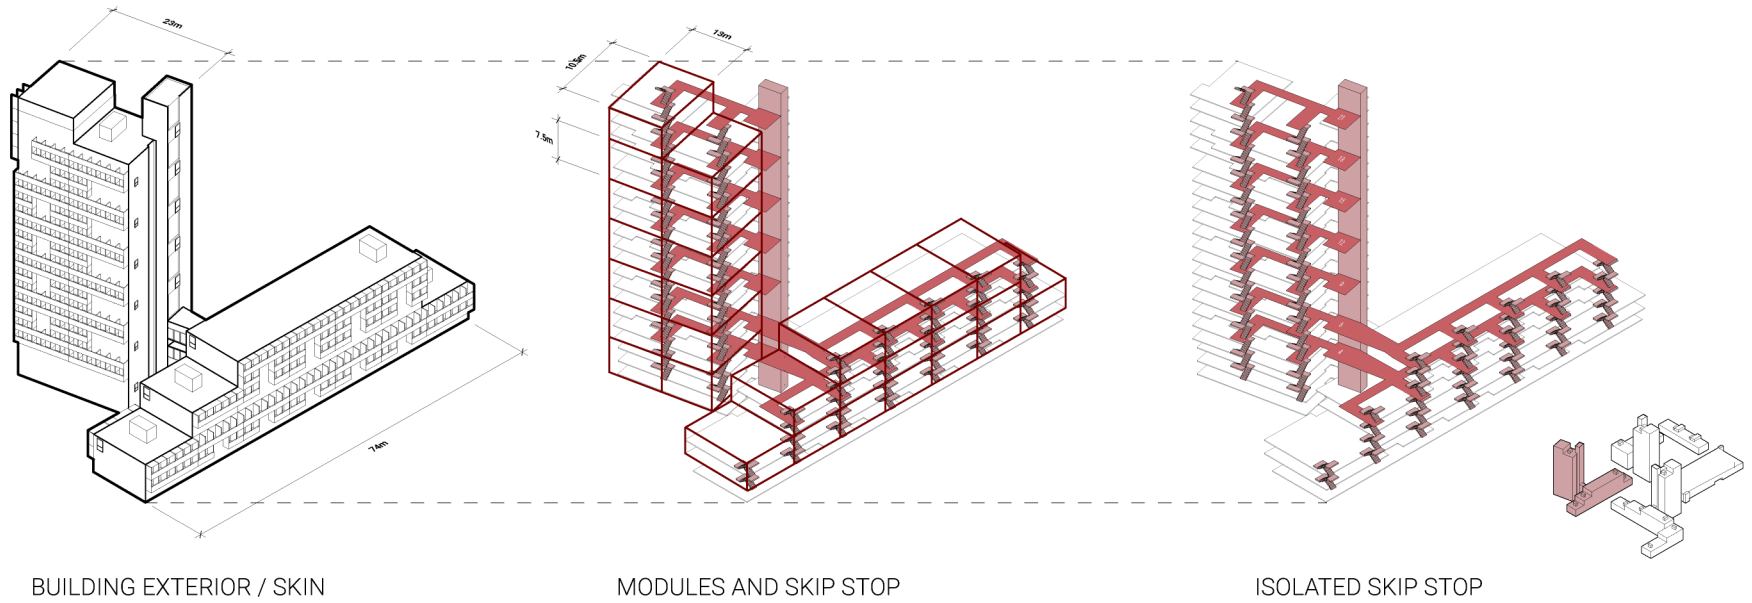 23m
13m
10.5m
7.5m
74m
BUILDING EXTERIOR / SKIN
MODULES AND SKIP STOP
ISOLATED SKIP STOP